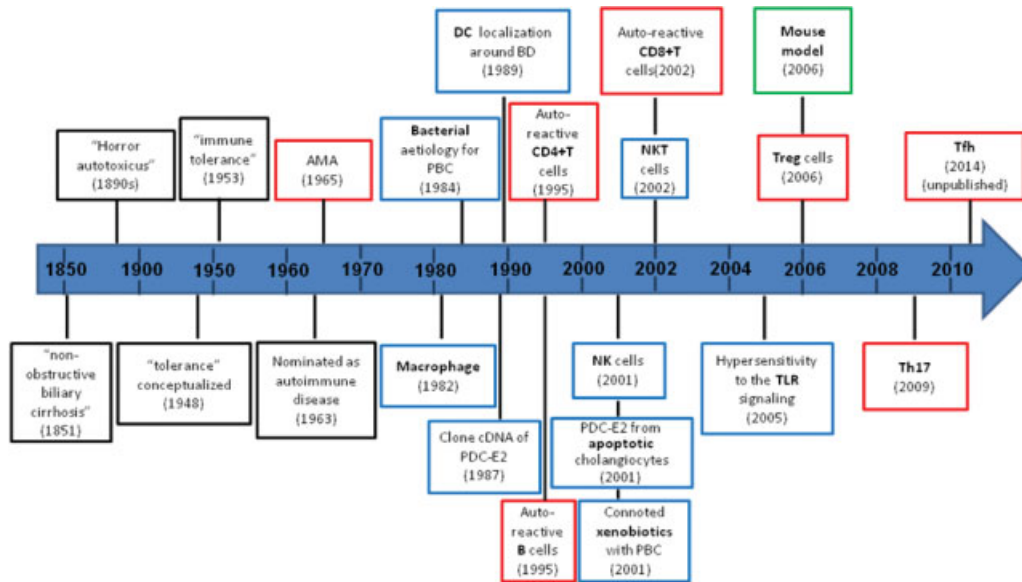 DC localization
around BD
(1989)
Auto-reactive
CD8+T
cells(2002)
Mouse
model
(2006)
"Horror
autotoxicus"
(1890s)
"immune
tolerance"
(1953)
AMA
(1965)
Bacterial
aetiology for
PBC
(1984)
Auto-
reactive
CD4+T
cells
(1995)
NKT
cells
(2002)
Treg cells
(2006)
Tfh
(2014)
(unpublished)
1850 1900 1950 1960 1970 1980 1990 2000 2002 2004 2006 2008 2010
"non-
obstructive
biliary
cirrhosis"
(1851)
"tolerance"
conceptualized
(1948)
Nominated as
autoimmune
disease
(1963)
Macrophage
(1982)
Clone cDNA of
PDC-E2
(1987)
Auto-
reactive
B cells
(1995)
NK cells
(2001)
PDC-E2 from
apoptotic
cholangiocytes
(2001)
Connoted
xenobiotics
with PBC
(2001)
Hypersensitivity
to the TLR
signaling
(2005)
Th17
(2009)